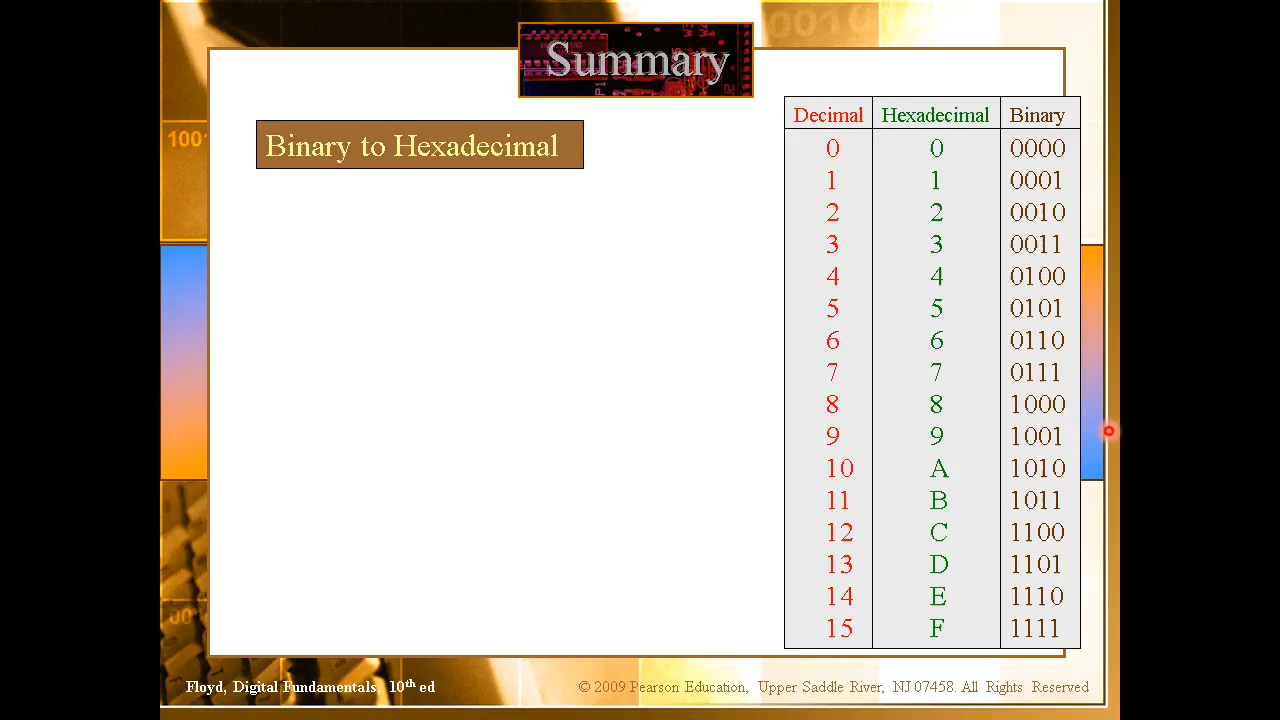 Summary
Binary to Hexadecimal
Decimal Hexadecimal Binary
0 0 0000
1 1 0001
2 2 0010
3 3 0011
4 4 0100
5 5 0101
6 6 0110
7 7 0111
8 8 1000
9 9 1001
10 A 1010
11 B 1011
12 C 1100
13 D 1101
14 E 1110
15 F 1111
Floyd, Digital Fundamentals, 10th ed
© 2009 Pearson Education, Upper Saddle River, NJ 07458. All Rights Reserved